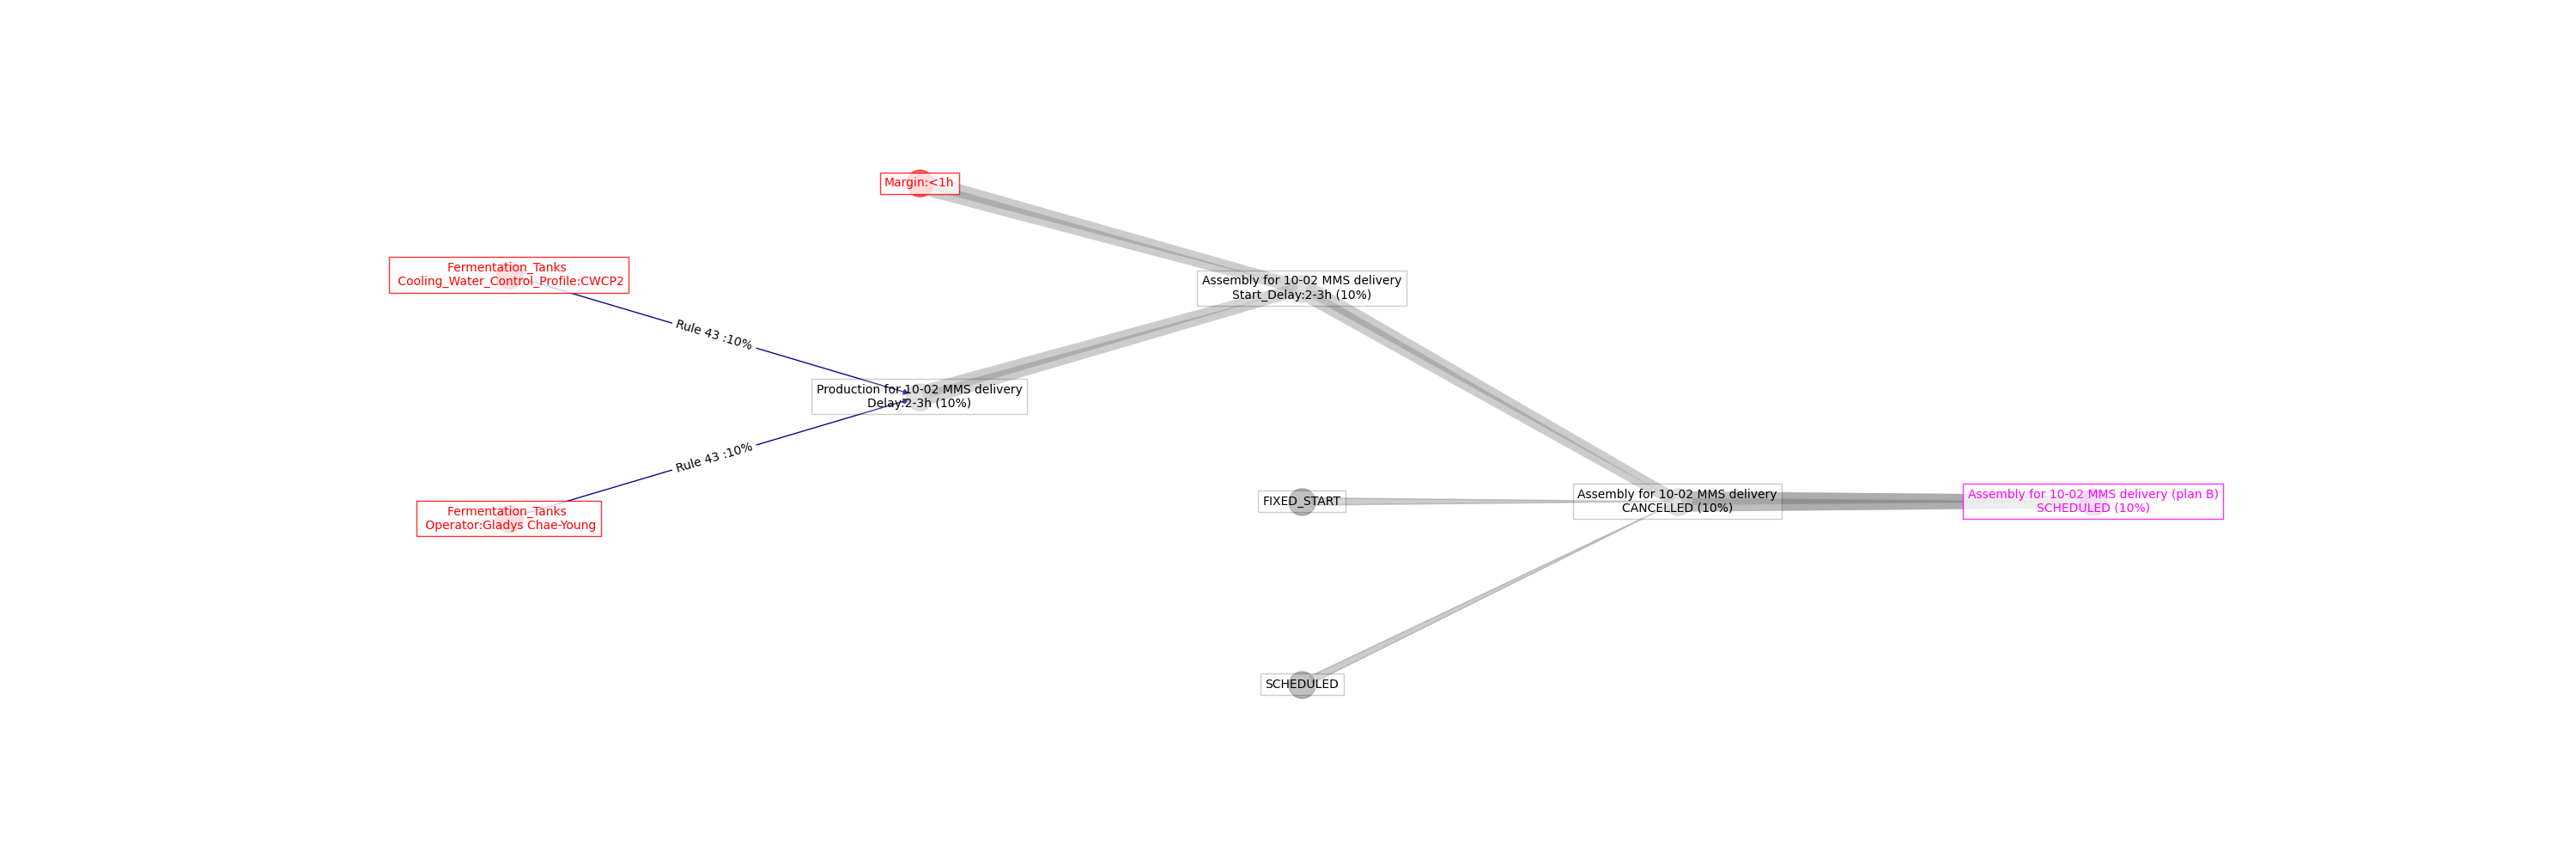 Margin:<1h
Fermentation_Tanks
Cooling_Water_Control_Profile:CWCP2
Assembly for 10-02 MMS delivery
Start_Delay:2-3h (10%)
Rule 43 :10%
Production for 10-02 MMS delivery
Delay:2-3h (10%)
Rule 43 :10%
Fermentation_Tanks
Operator:Gladys Chae-Young
FIXED_START
Assembly for 10-02 MMS delivery
CANCELLED (10%)
Assembly for 10-02 MMS delivery (plan B)
SCHEDULED (10%)
SCHEDULED